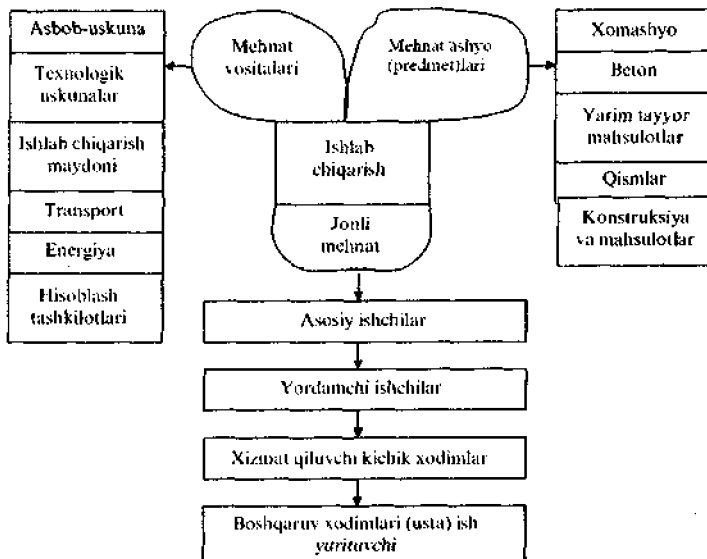 Asbob-uskuna
Texnologik
uskunalar
Ishlab chiqarish
maydoni
Transport
Energiya
Hisoblash
tashkilotlari
Mehnat
vositalari
Mehnat ashyo
(predmet)lari
Ishlab
chiqarish
Jonli
mehnat
Xomashyo
Beton
Yarim tayyor
mahsulotlar
Qismlar
Konstruksiya
va mahsulotlar
Asosiy ishchilar
Yordamchi ishchilar
Xizmat qiluvchi kichik xodimlar
Boshqaruv xodimlari (usta) ish
yurituvchi